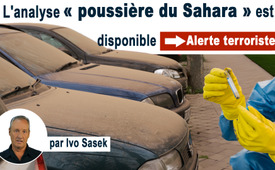 L'analyse « poussière du Sahara » est
disponible ➡Alerte terroriste
par Ivo Sasek